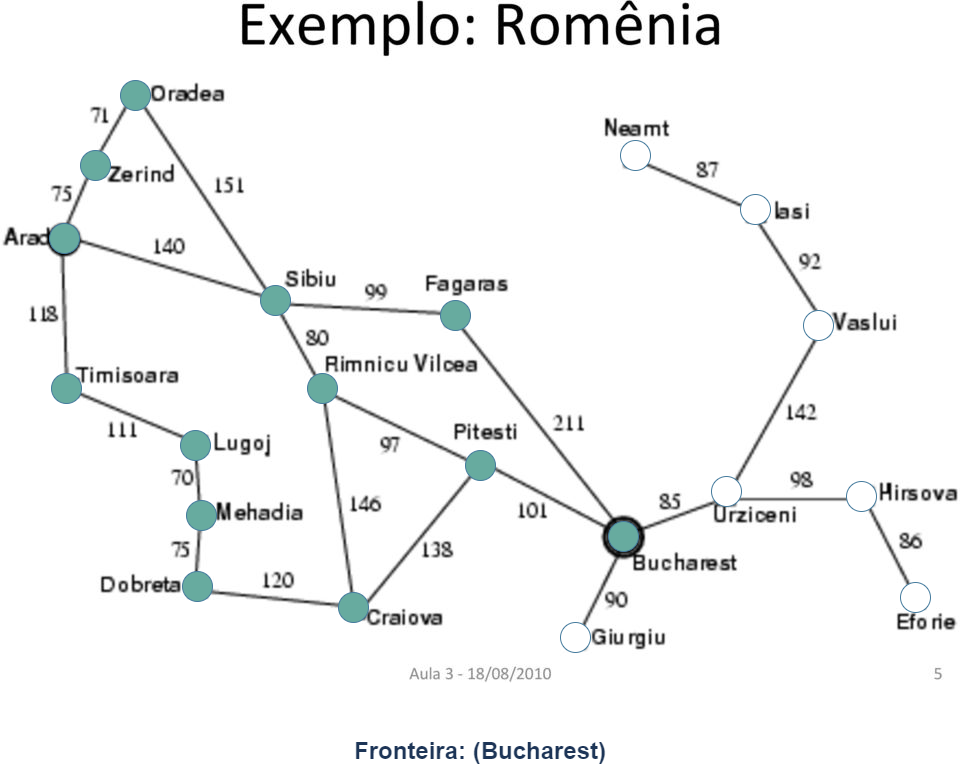 Exemplo: Romênia
Oradea
71
Neamt
87
Zerind
75
151
Iasi
Arad
140
92
Sibiu
99
Fagaras
118
80
Vaslui
Rimnicu Vilcea
Timisoara
142
211
111
97
Pitesti
Lugoj
70
98
Hirsova
146
101
85
Urziceni
Mehadia
86
75
138
Bucharest
Dobreta
120
90
Craiova
Eforie
Giurgiu
Aula 3 - 18/08/2010
5
Fronteira: (Bucharest)